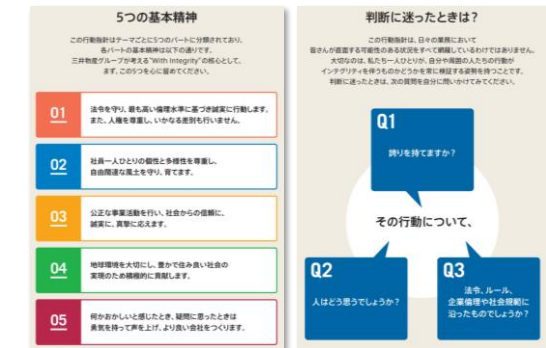 5つの基本精神
この行動指針はテーマごとに5つのパートに分類されており、
各パートの基本精神は以下の通りです。
三井物産グループが考える"With Integrity"の核心として、
まず、この5つを心に留めてください。
01
法令を守り、最も高い倫理水準に基づき誠実に行動します。
また、人権を尊重し、いかなる差別も行いません。
02
社員一人ひとりの個性と多様性を尊重し、
自由闊達な風土を守り、育てます。
03
公正な事業活動を行い、社会からの信頼に、
誠実に、真摯に応えます。
04
地球環境を大切にし、豊かで住み良い社会の
実現のため積極的に貢献します。
05
何かおかしいと感じたとき、疑問に思ったときは
勇気を持って声を上げ、より良い会社をつくります。
判断に迷ったときは？
この行動指針は、日々の業務において
皆さんが直面する可能性のある状況をすべて網羅しているわけではありません。
大切なのは、私たち一人ひとりが、自分や周囲の人たちの行動が
インテグリティを伴うものかどうかを常に検証する姿勢を持つことです。
判断に迷ったときは、次の質問を自分に問いかけてみてください。
Q1
誇りを持てますか？
その行動について、
Q2
人はどう思うでしょうか？
Q3
法令、ルール、
企業倫理や社会規範に
沿ったものでしょうか？